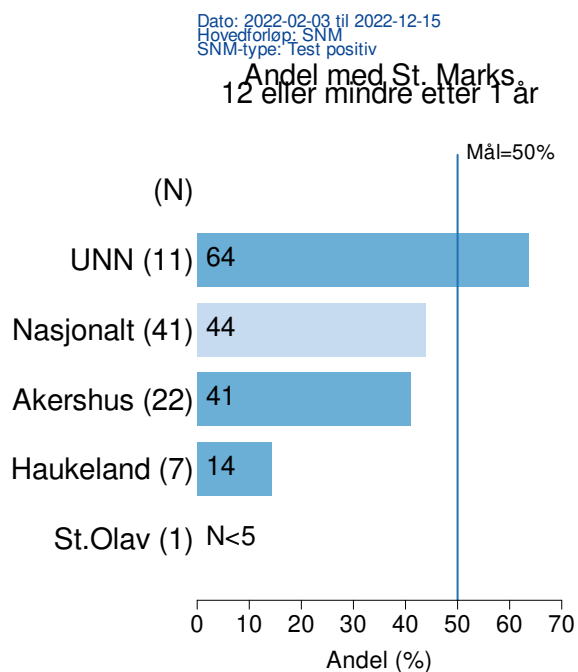 Dato: 2022-02-03 til 2022-12-15
Hovedforløp: SNM
SNM-type: Test positiv
Andel med St. Marks
12 eller mindre etter 1 år
Mål=50%
(N)
UNN (11) 64
Nasjonalt (41) 44
Akershus (22) 41
Haukeland (7) 14
St.Olav (1) N<5
0 10 20 30 40 50 60 70
Andel (%)